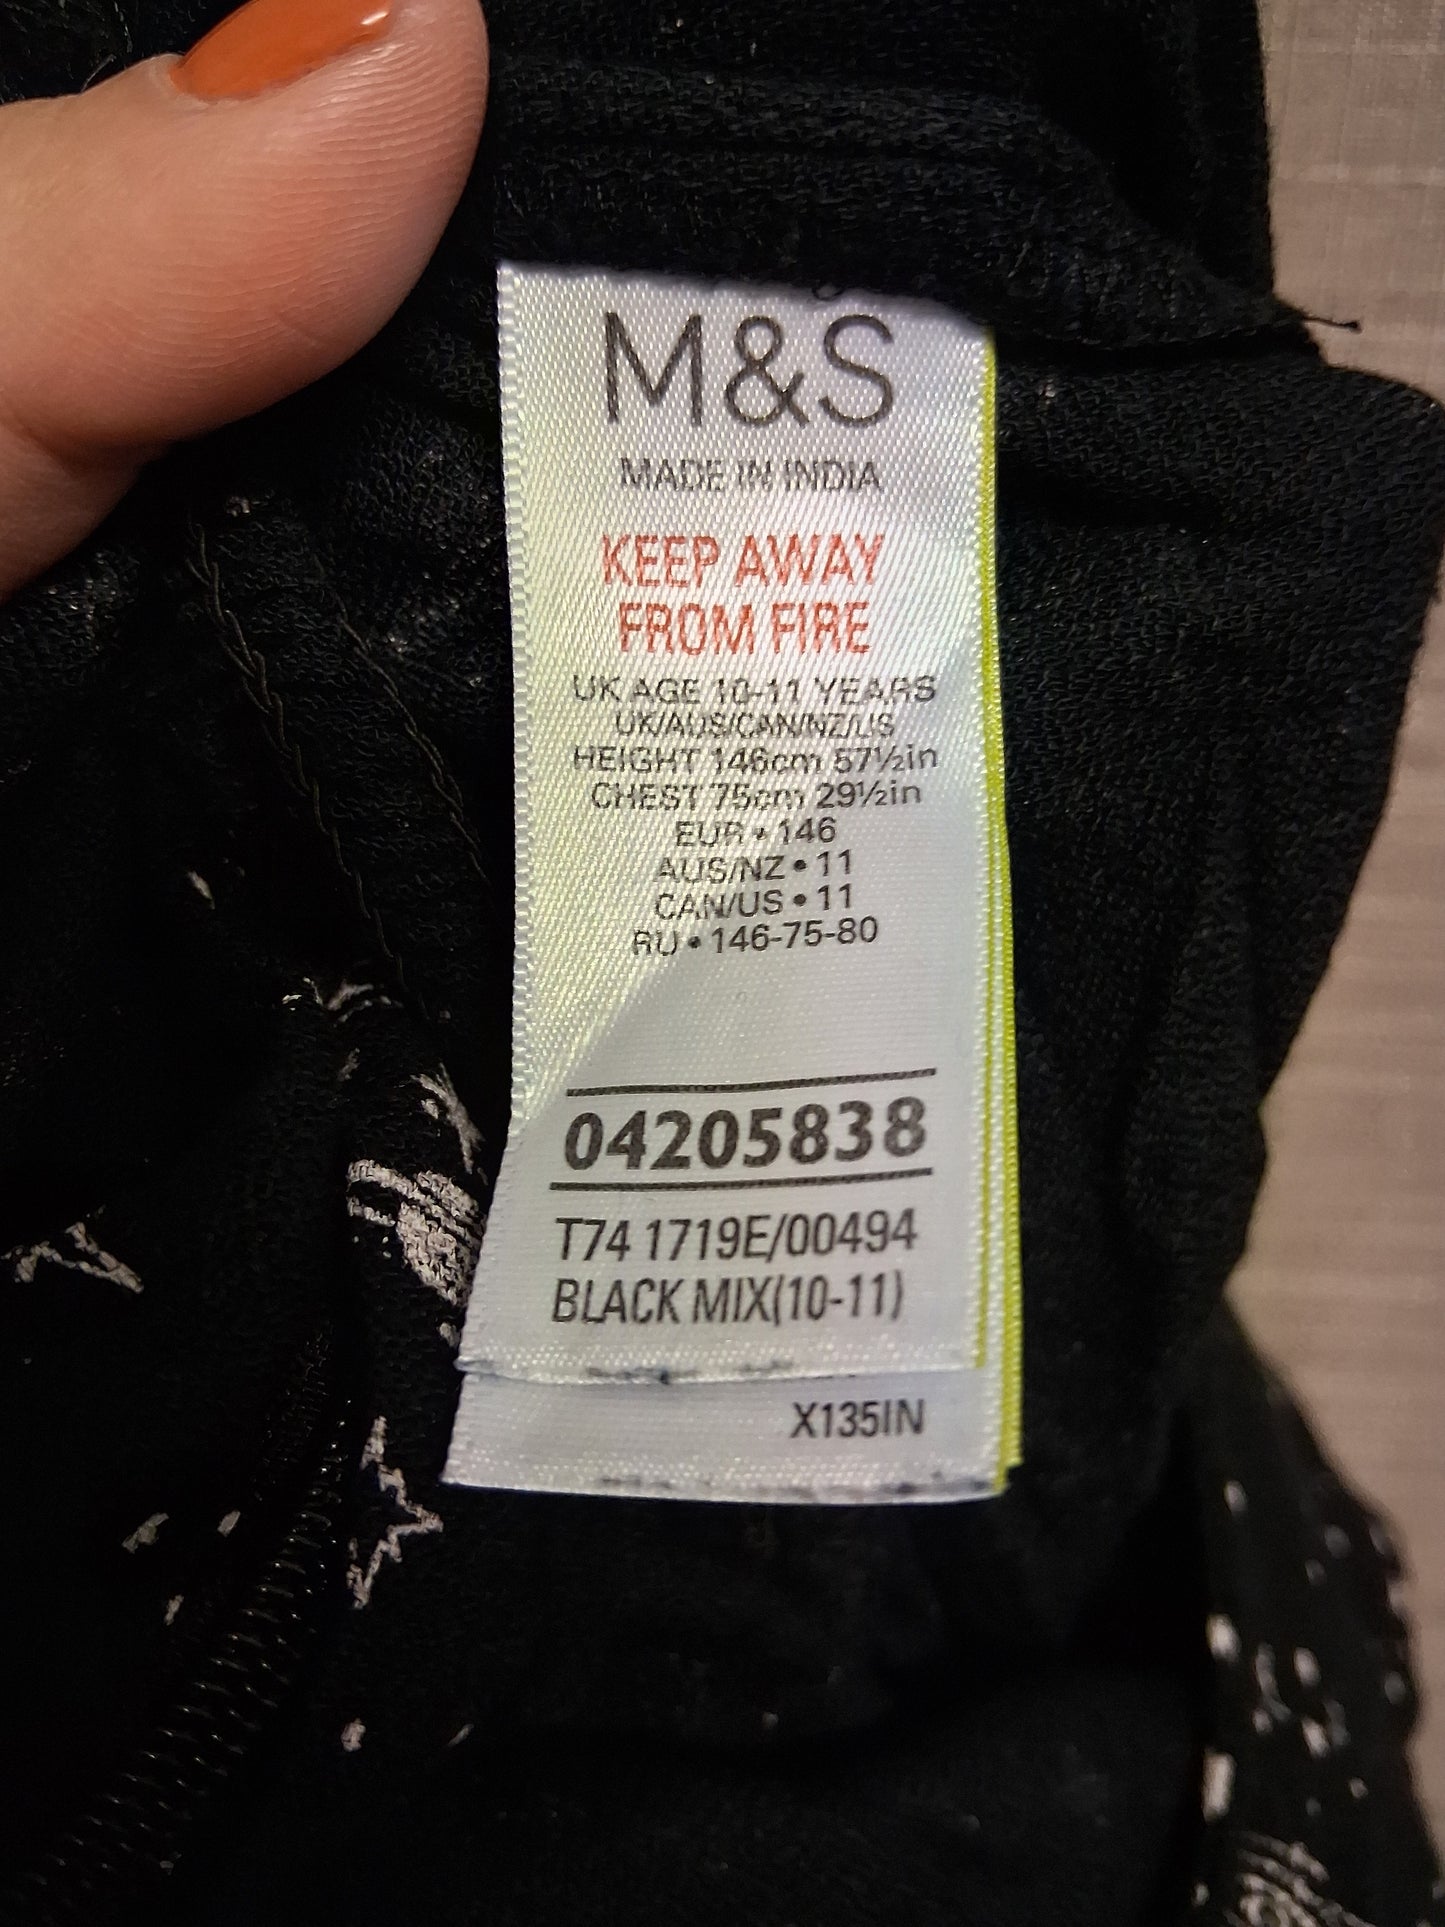 M&S
MADE IN INDIA
KEEP AWAY
FROM FIRE
UK AGE 10-11 YEARS
UK/AUS/CAN/NZ/US
HEIGHT 146cm 57½in
CHEST 75cm 29½in
EUR • 146
AUS/NZ • 11
CAN/US • 11
RU • 146-75-80
04205838
T74 1719E/00494
BLACK MIX(10-11)
X135IN